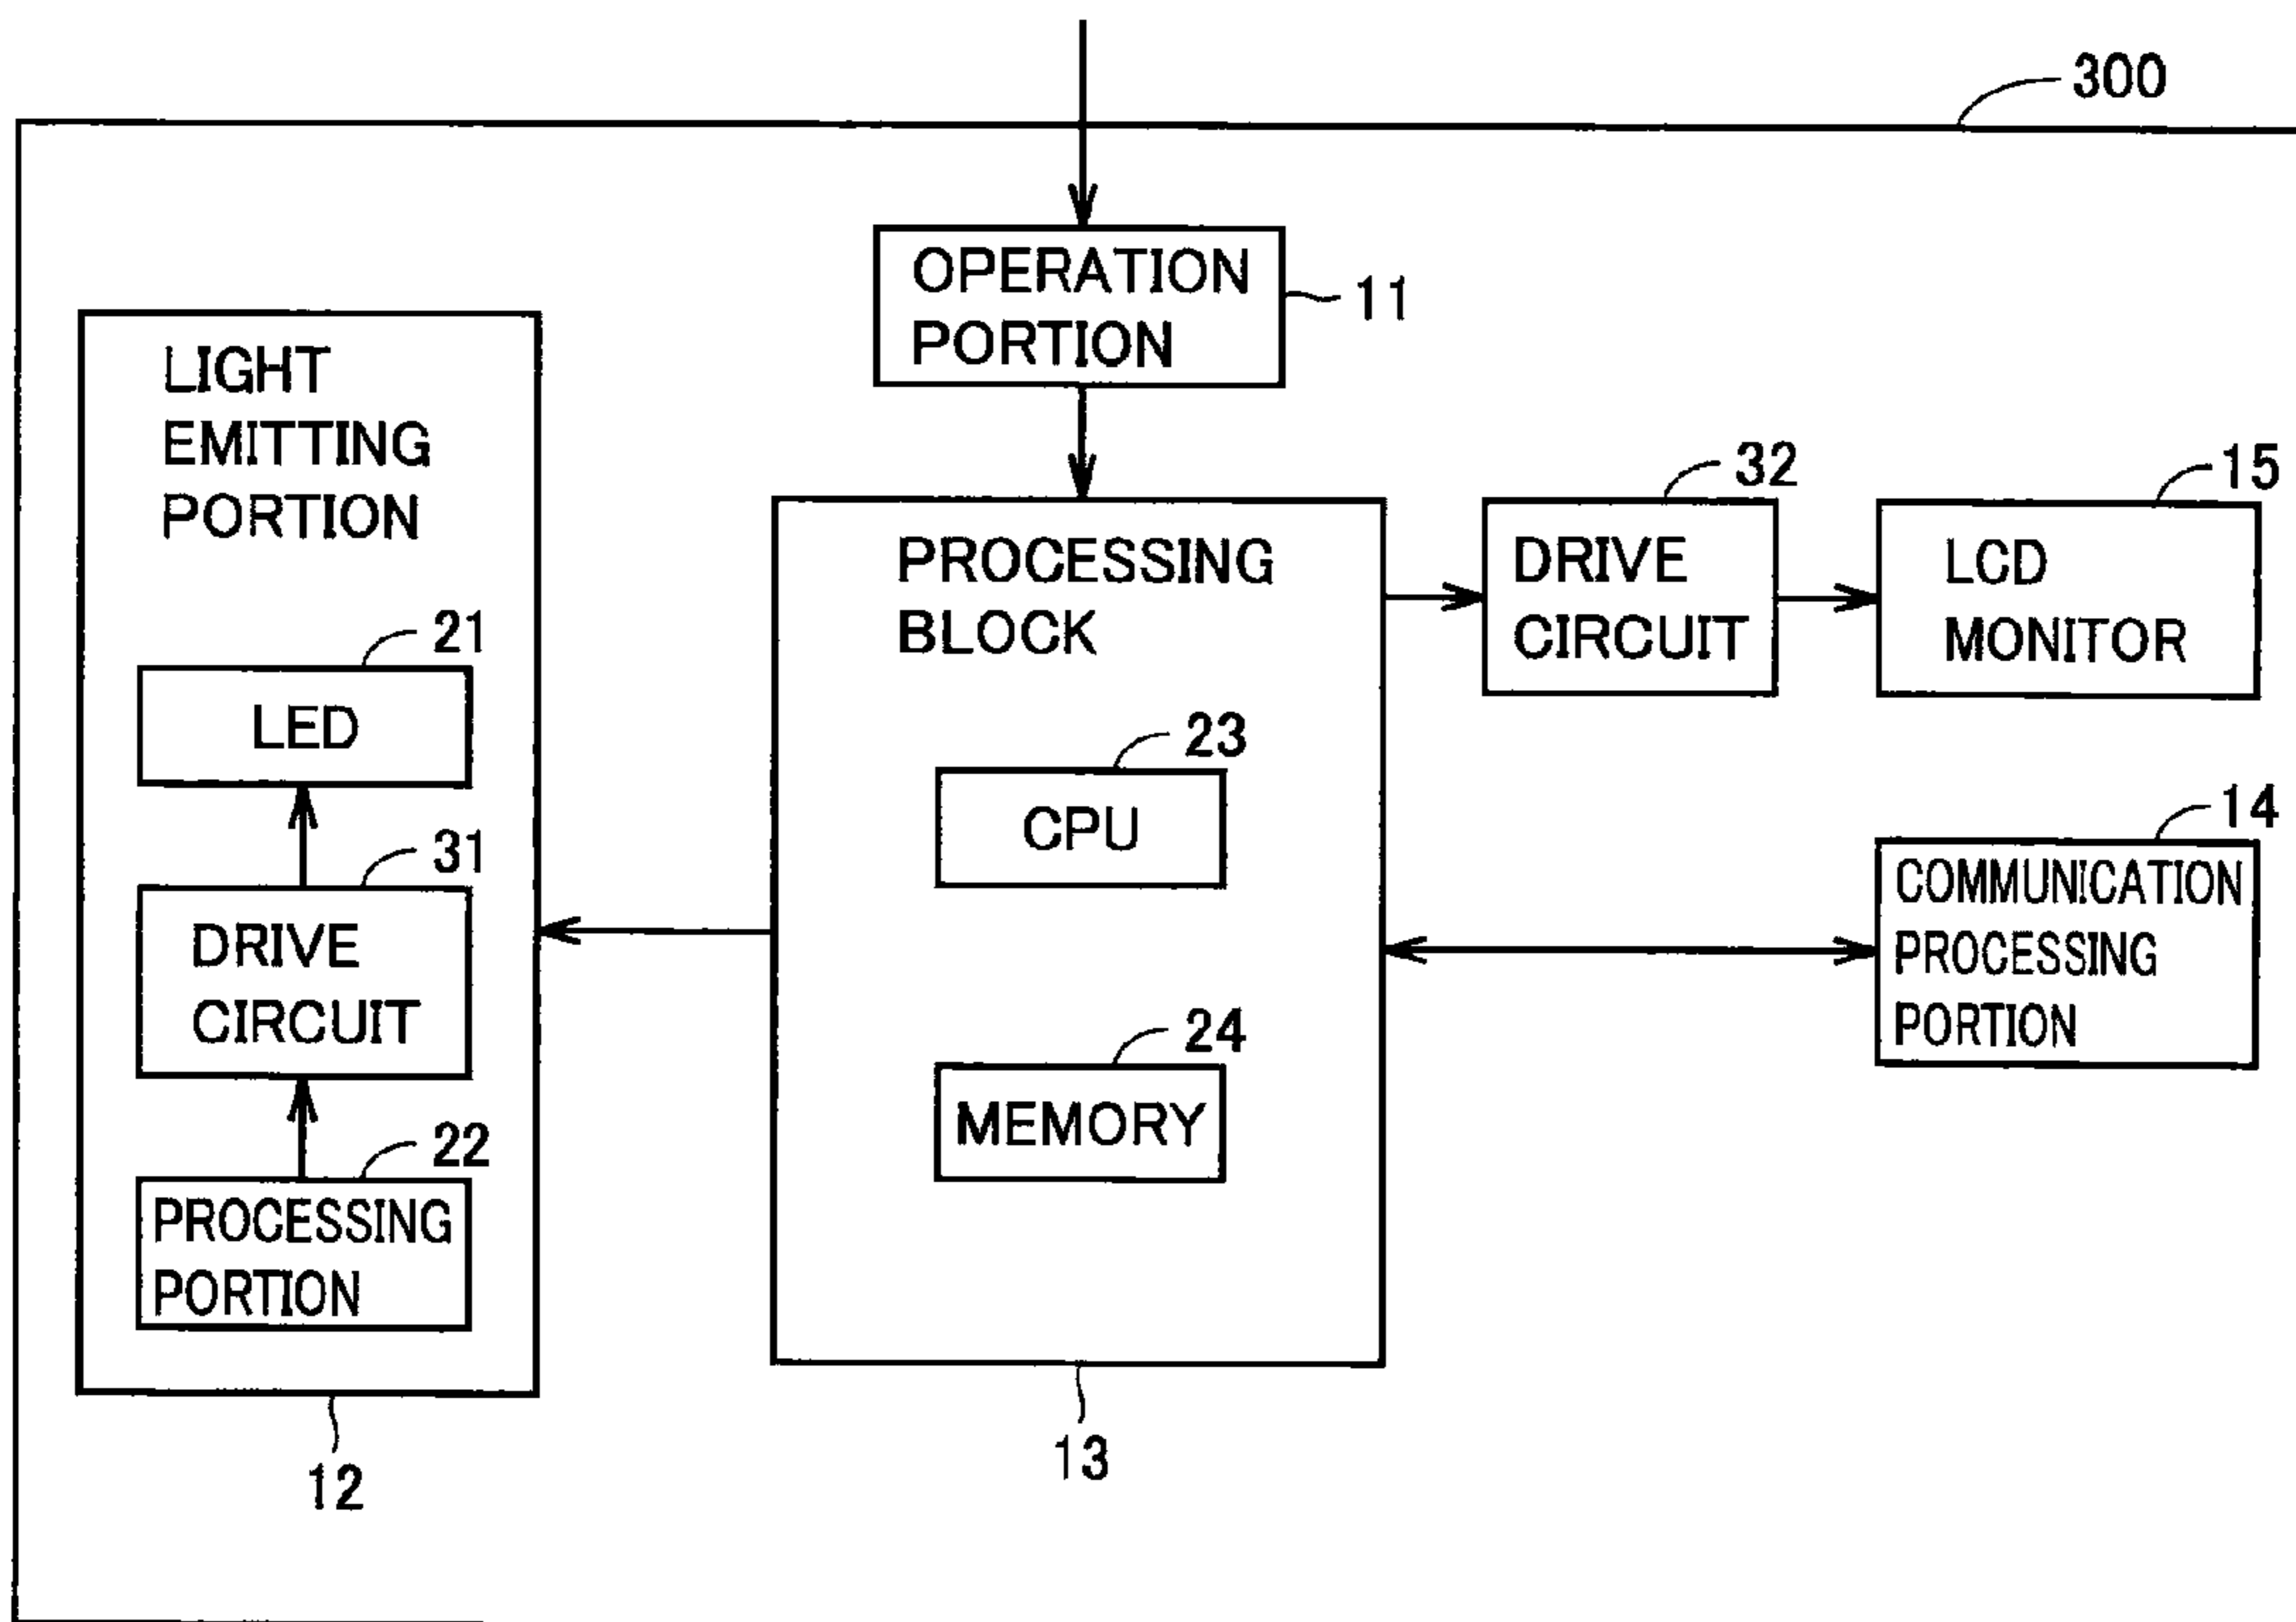 300
OPERATION
PORTION
11
LIGHT
EMITTING
PORTION
21
LED
31
DRIVE
CIRCUIT
22
PROCESSING
PORTION
12
PROCESSING
BLOCK
23
CPU
24
MEMORY
13
32
DRIVE
CIRCUIT
15
LCD
MONITOR
14
COMMUNICATION
PROCESSING
PORTION